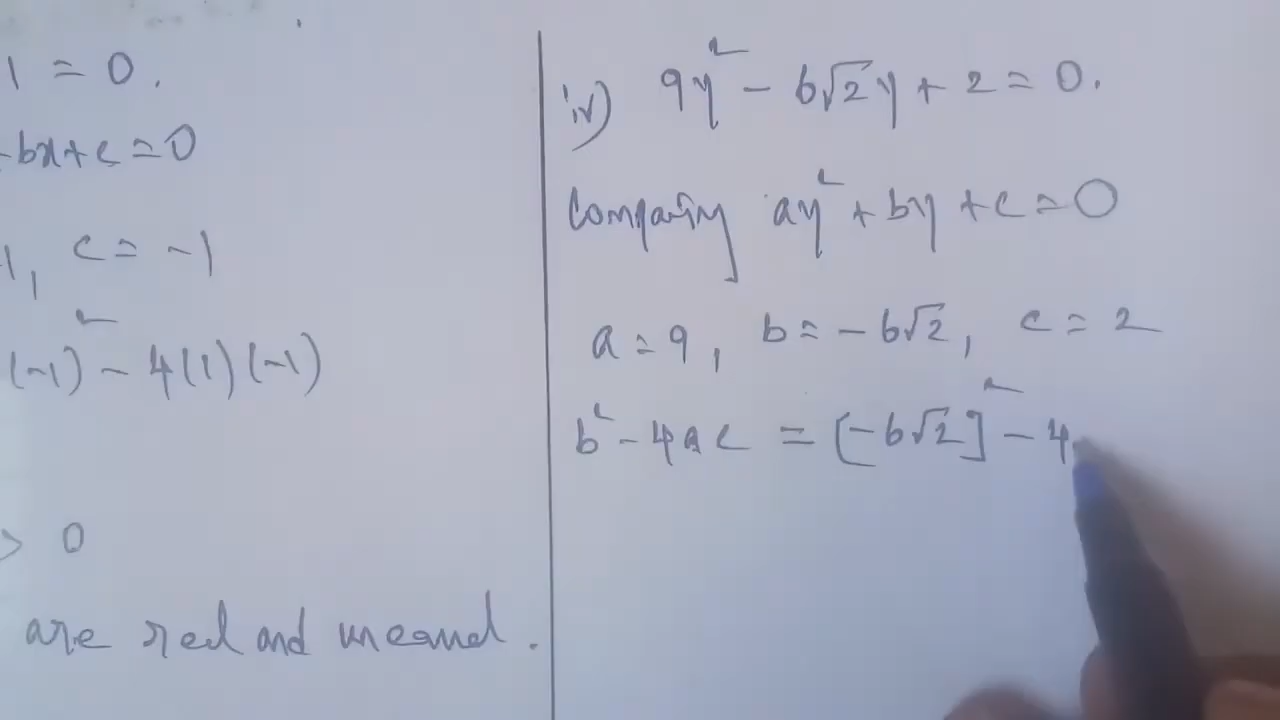 1 = 0.
bx+c=0
1, c = -1
(-1)² - 4(1)(-1)
> 0
are real and unequal.
iv) 9y² - 6√2y + 2 = 0.
Comparing ay² + by + c = 0
a = 9, b = -6√2, c = 2
b² - 4ac = [-6√2]² - 4